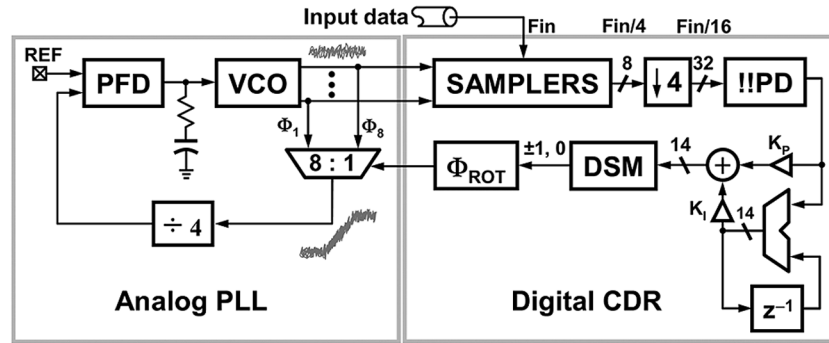 Input data
Fin
Fin/4
Fin/16
REF
PFD
VCO
SAMPLERS
8
↓ 4
32
!!PD
Φ1
Φ8
8 : 1
ΦROT
±1, 0
DSM
14
+
KP
KI
14
÷ 4
z−1
Analog PLL
Digital CDR